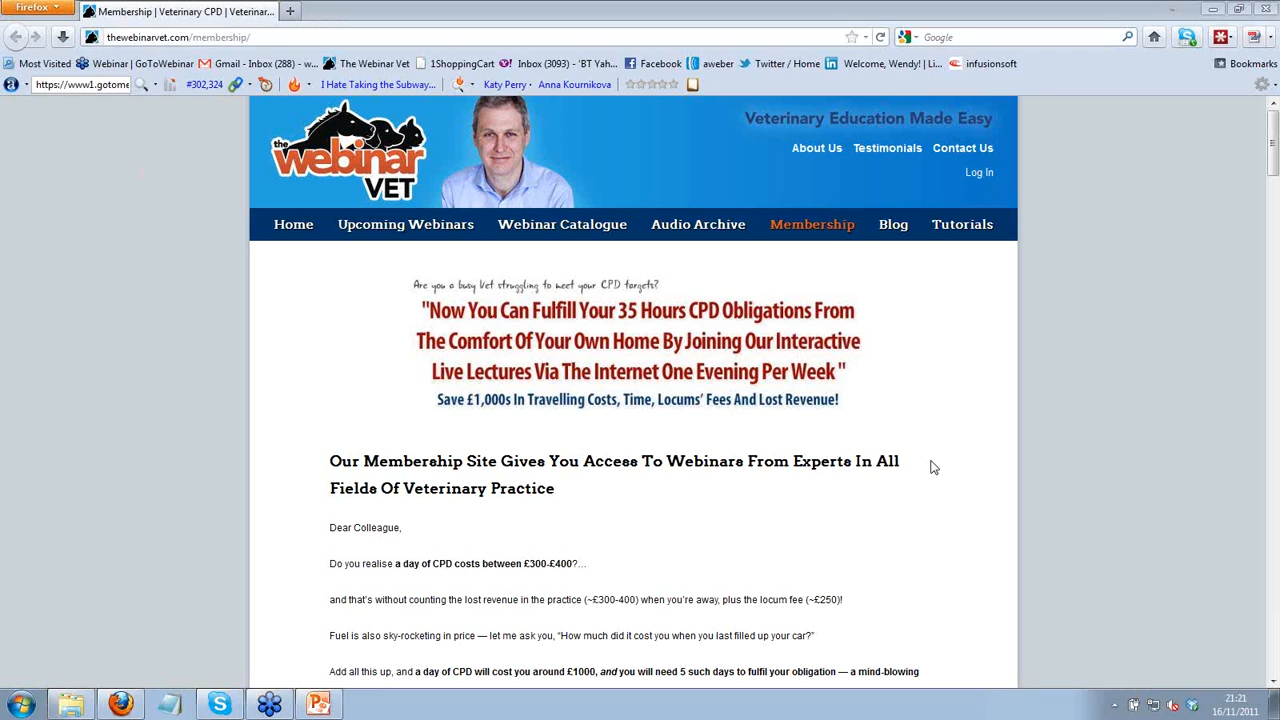 Firefox
Membership | Veterinary CPD | Veterinar...
thewebinarvet.com/membership/
Google
Most Visited
Webinar | GoToWebinar
Gmail - Inbox (288) - w...
The Webinar Vet
1ShoppingCart
Inbox (3093) - 'BT Yah...
Facebook
aweber
Twitter / Home
Welcome, Wendy! | Li...
infusionsoft
Bookmarks
https://www1.gotome
#302,324
I Hate Taking the Subway...
Katy Perry
Anna Kournikova
the webinar VET
Veterinary Education Made Easy
About Us Testimonials Contact Us
Log In
Home Upcoming Webinars Webinar Catalogue Audio Archive Membership Blog Tutorials
Are you a busy Vet struggling to meet your CPD targets?
"Now You Can Fulfill Your 35 Hours CPD Obligations From
The Comfort Of Your Own Home By Joining Our Interactive
Live Lectures Via The Internet One Evening Per Week "
Save £1,000s In Travelling Costs, Time, Locums' Fees And Lost Revenue!
Our Membership Site Gives You Access To Webinars From Experts In All
Fields Of Veterinary Practice
Dear Colleague,
Do you realise a day of CPD costs between £300-£400?...
and that's without counting the lost revenue in the practice (~£300-400) when you're away, plus the locum fee (~£250)!
Fuel is also sky-rocketing in price — let me ask you, "How much did it cost you when you last filled up your car?"
Add all this up, and a day of CPD will cost you around £1000, and you will need 5 such days to fulfil your obligation — a mind-blowing
21:21
16/11/2011